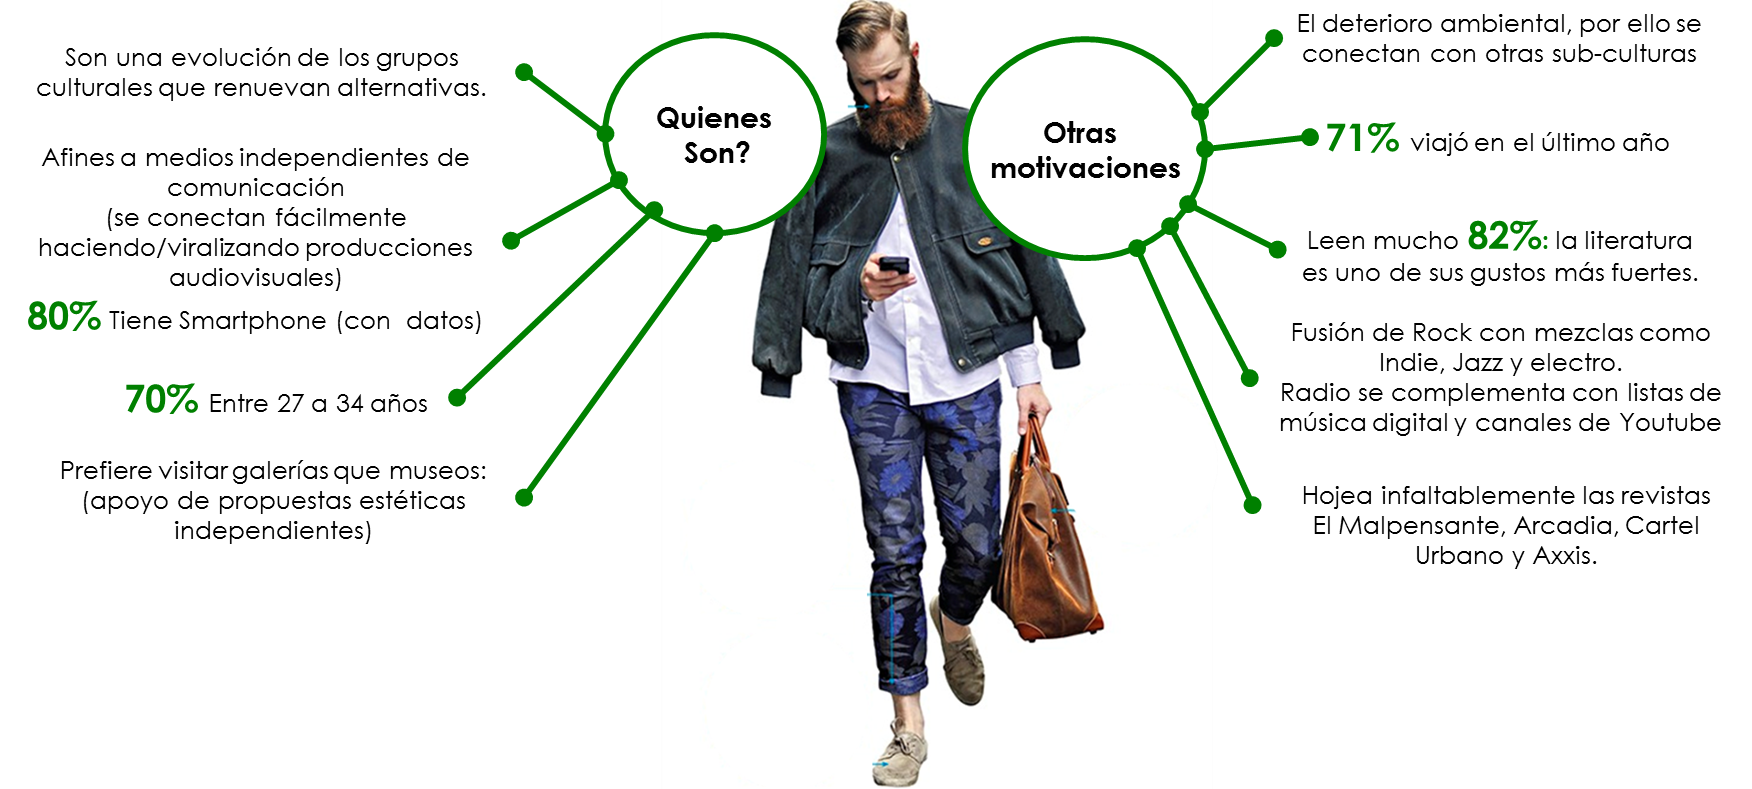 Quienes
Son?
Son una evolución de los grupos
culturales que renuevan alternativas.
Afines a medios independientes de
comunicación
(se conectan fácilmente
haciendo/viralizando producciones
audiovisuales)
80% Tiene Smartphone (con datos)
70% Entre 27 a 34 años
Prefiere visitar galerías que museos:
(apoyo de propuestas estéticas
independientes)
Otras
motivaciones
El deterioro ambiental, por ello se
conectan con otras sub-culturas
71% viajó en el último año
Leen mucho 82%: la literatura
es uno de sus gustos más fuertes.
Fusión de Rock con mezclas como
Indie, Jazz y electro.
Radio se complementa con listas de
música digital y canales de Youtube
Hojea infaltablemente las revistas
El Malpensante, Arcadia, Cartel
Urbano y Axxis.